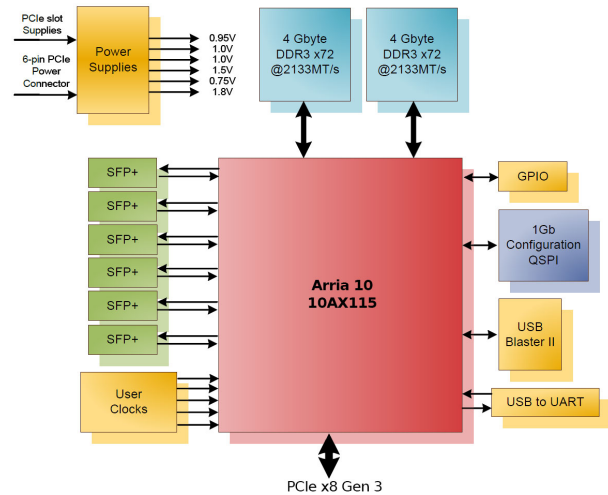 PCIe slot
Supplies
6-pin PCIe
Power
Connector
Power
Supplies
0.95V
1.0V
1.0V
1.5V
0.75V
1.8V
4 Gbyte
DDR3 x72
@2133MT/s
4 Gbyte
DDR3 x72
@2133MT/s
SFP+
SFP+
SFP+
SFP+
SFP+
SFP+
User
Clocks
Arria 10
10AX115
GPIO
1Gb
Configuration
QSPI
USB
Blaster II
USB to UART
PCIe x8 Gen 3